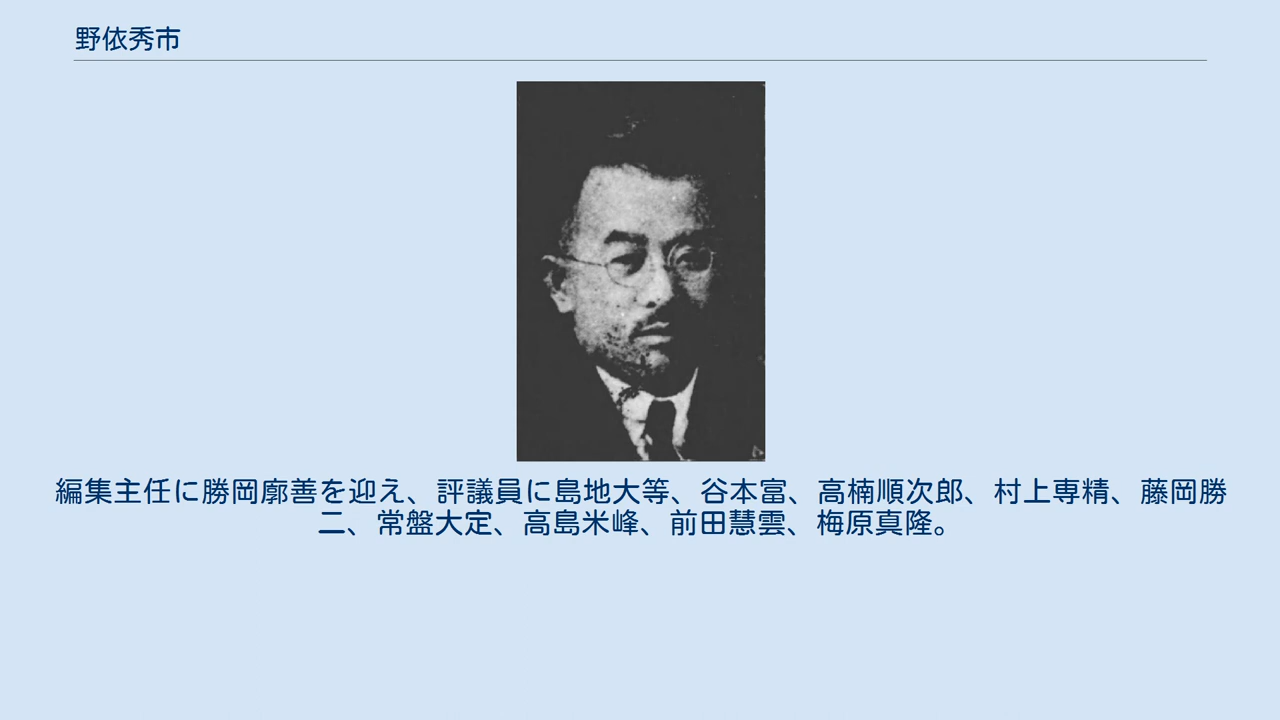 野依秀市
編集主任に勝岡廓善を迎え、評議員に島地大等、谷本富、高楠順次郎、村上専精、藤岡勝
二、常盤大定、高島米峰、前田慧雲、梅原真隆。